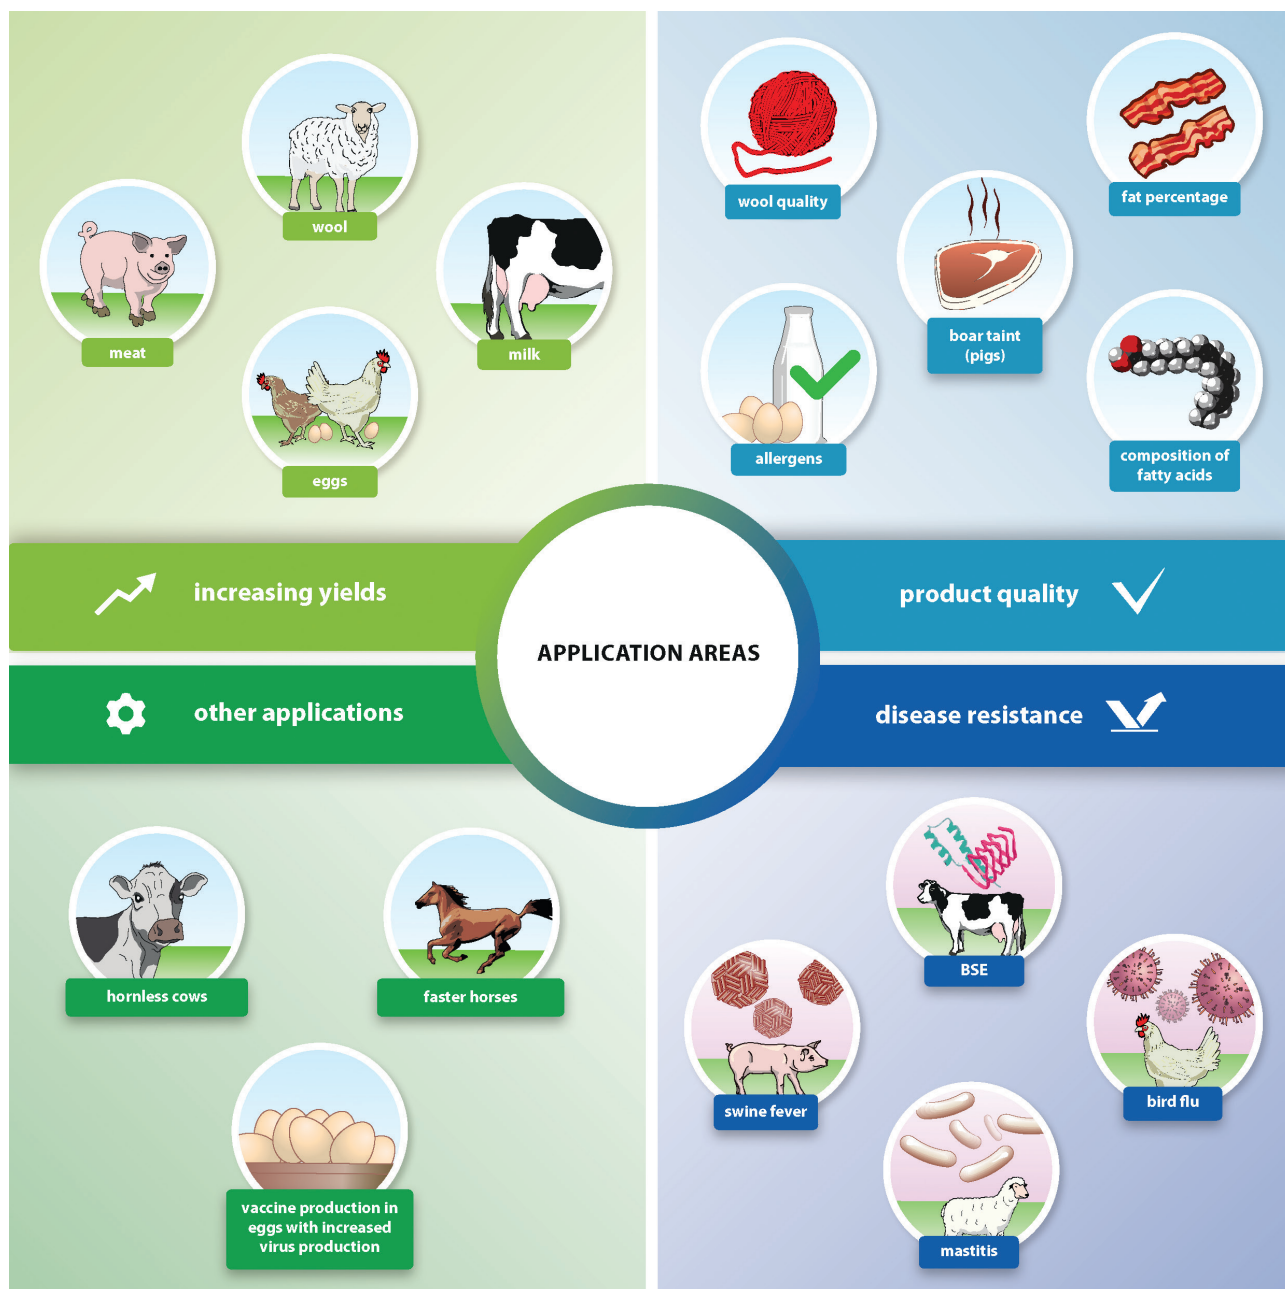 wool
meat
milk
eggs
wool quality
fat percentage
boar taint
(pigs)
allergens
composition of
fatty acids
increasing yields
product quality
APPLICATION AREAS
other applications
disease resistance
hornless cows
faster horses
vaccine production in
eggs with increased
virus production
BSE
swine fever
bird flu
mastitis